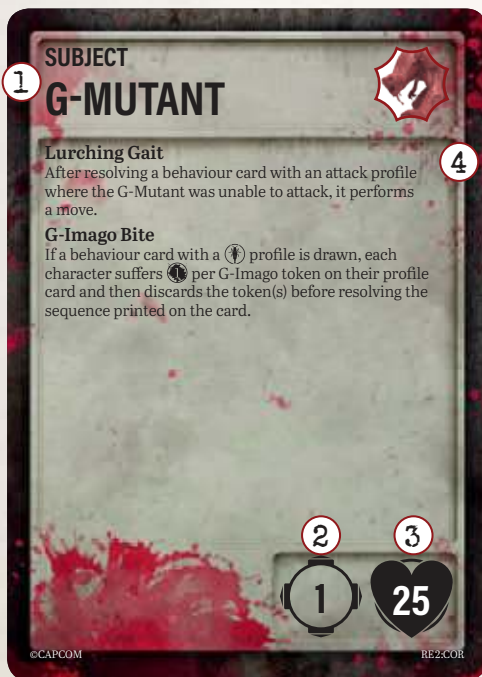 SUBJECT
1
G-MUTANT
Lurching Gait
4
After resolving a behaviour card with an attack profile
where the G-Mutant was unable to attack, it performs
a move.
G-Imago Bite
If a behaviour card with a profile is drawn, each
character suffers 1 per G-Imago token on their profile
card and then discards the token(s) before resolving the
sequence printed on the card.
2 3
1 25
©CAPCOM RE2:COR